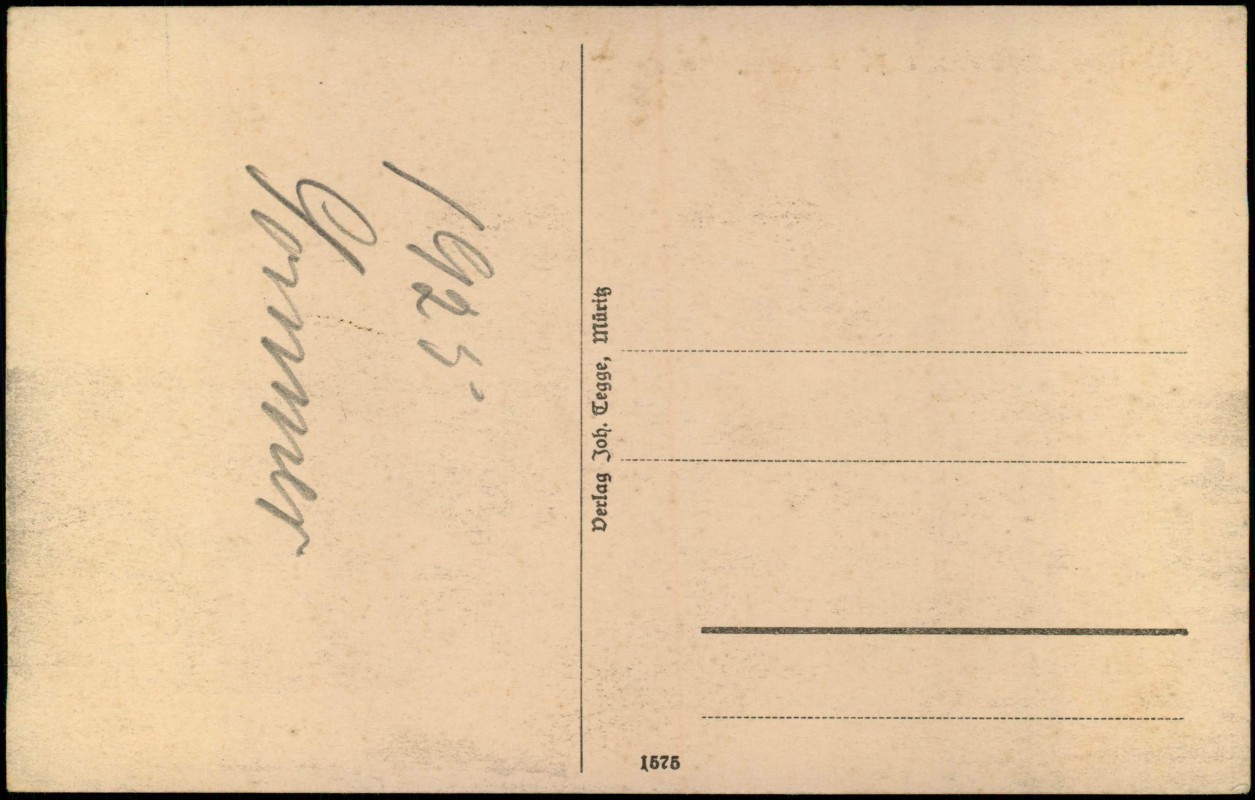 1925.
Sommer
Verlag Joh. Tegge, Müritz
1575